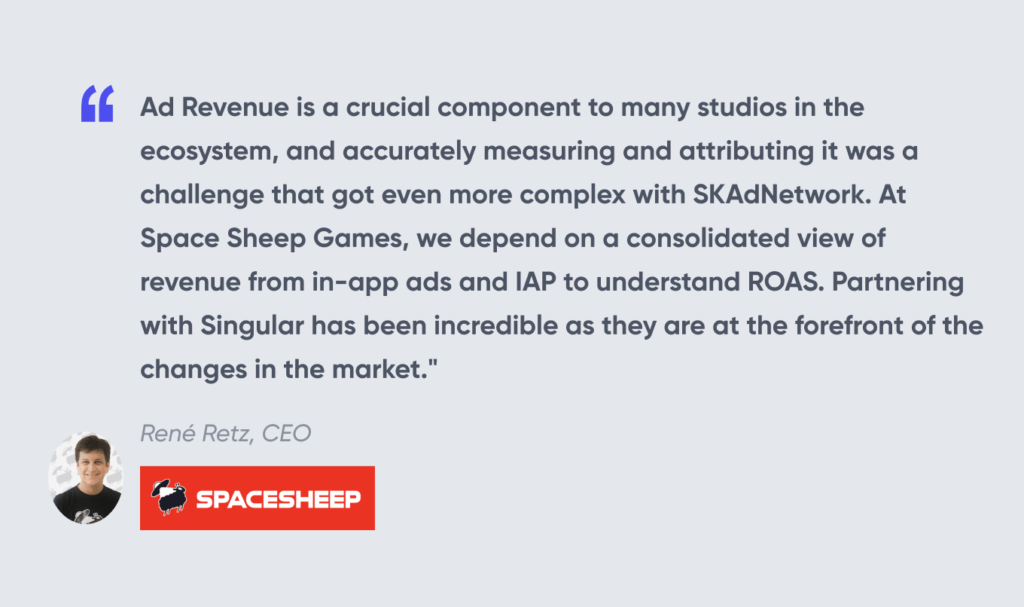 “
Ad Revenue is a crucial component to many studios in the
ecosystem, and accurately measuring and attributing it was a
challenge that got even more complex with SKAdNetwork. At
Space Sheep Games, we depend on a consolidated view of
revenue from in-app ads and IAP to understand ROAS. Partnering
with Singular has been incredible as they are at the forefront of the
changes in the market."
René Retz, CEO
SPACESHEEP